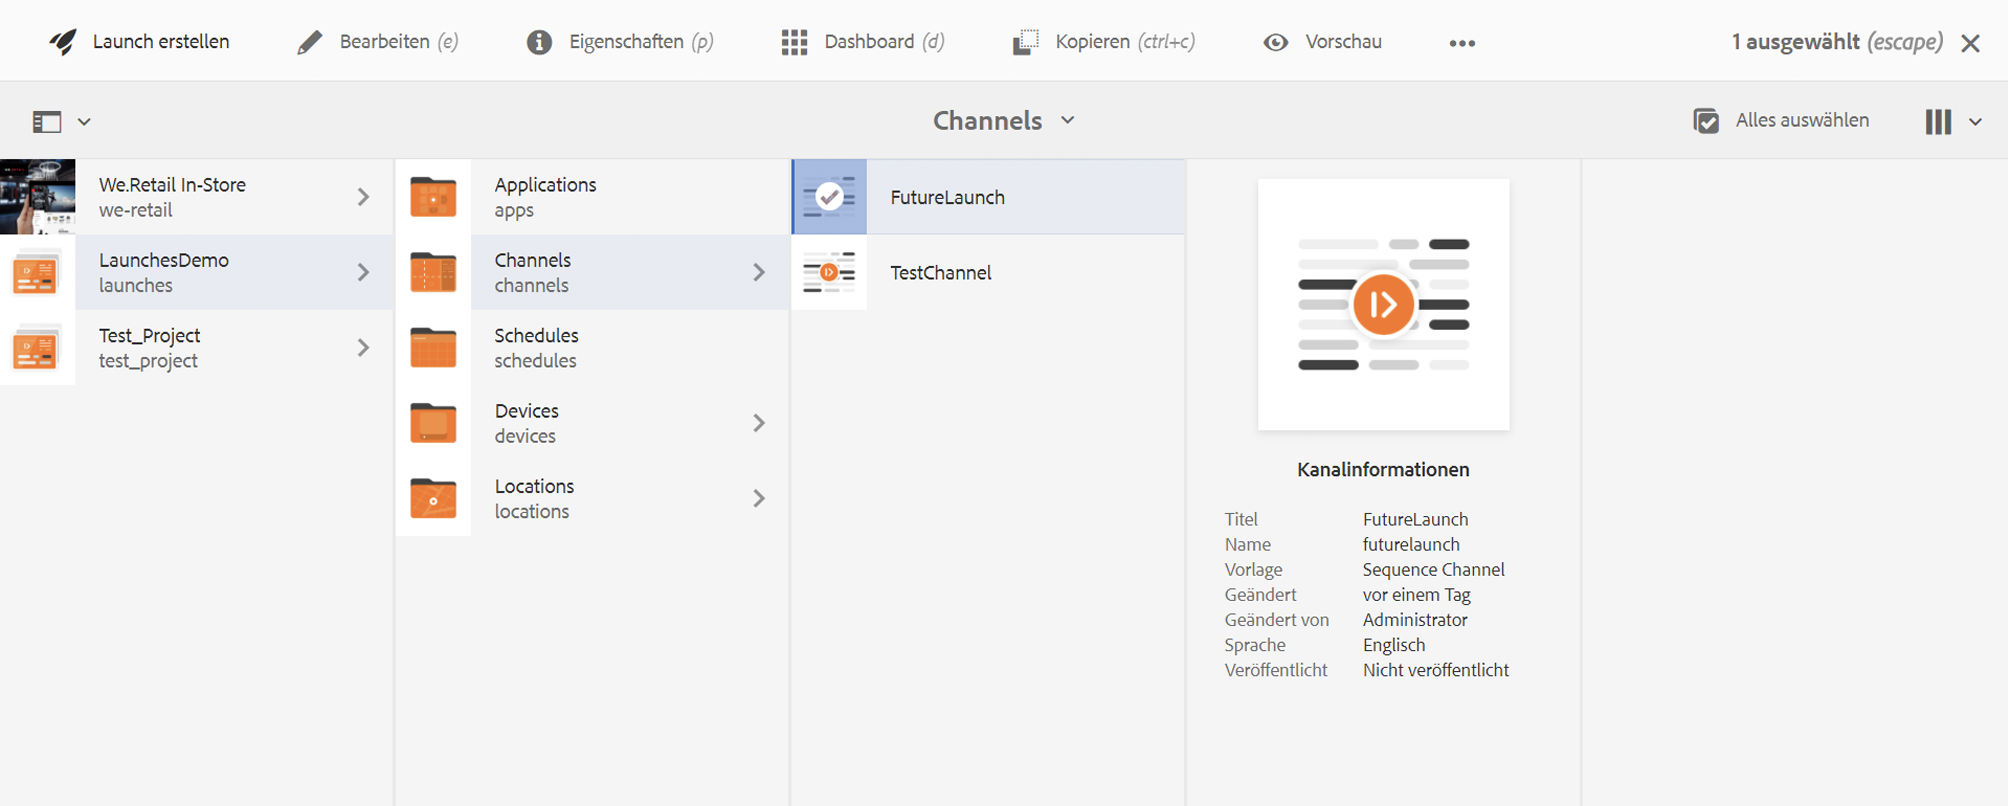 Launch erstellen Bearbeiten (e) Eigenschaften (p) Dashboard (d) Kopieren (ctrl+c) Vorschau 1 ausgewählt (escape)
Channels Alles auswählen
We.Retail In-Store
we-retail
LaunchesDemo
launches
Test_Project
test_project
Applications
apps
Channels
channels
Schedules
schedules
Devices
devices
Locations
locations
FutureLaunch
TestChannel
Kanalinformationen
Titel FutureLaunch
Name futurelaunch
Vorlage Sequence Channel
Geändert vor einem Tag
Geändert von Administrator
Sprache Englisch
Veröffentlicht Nicht veröffentlicht